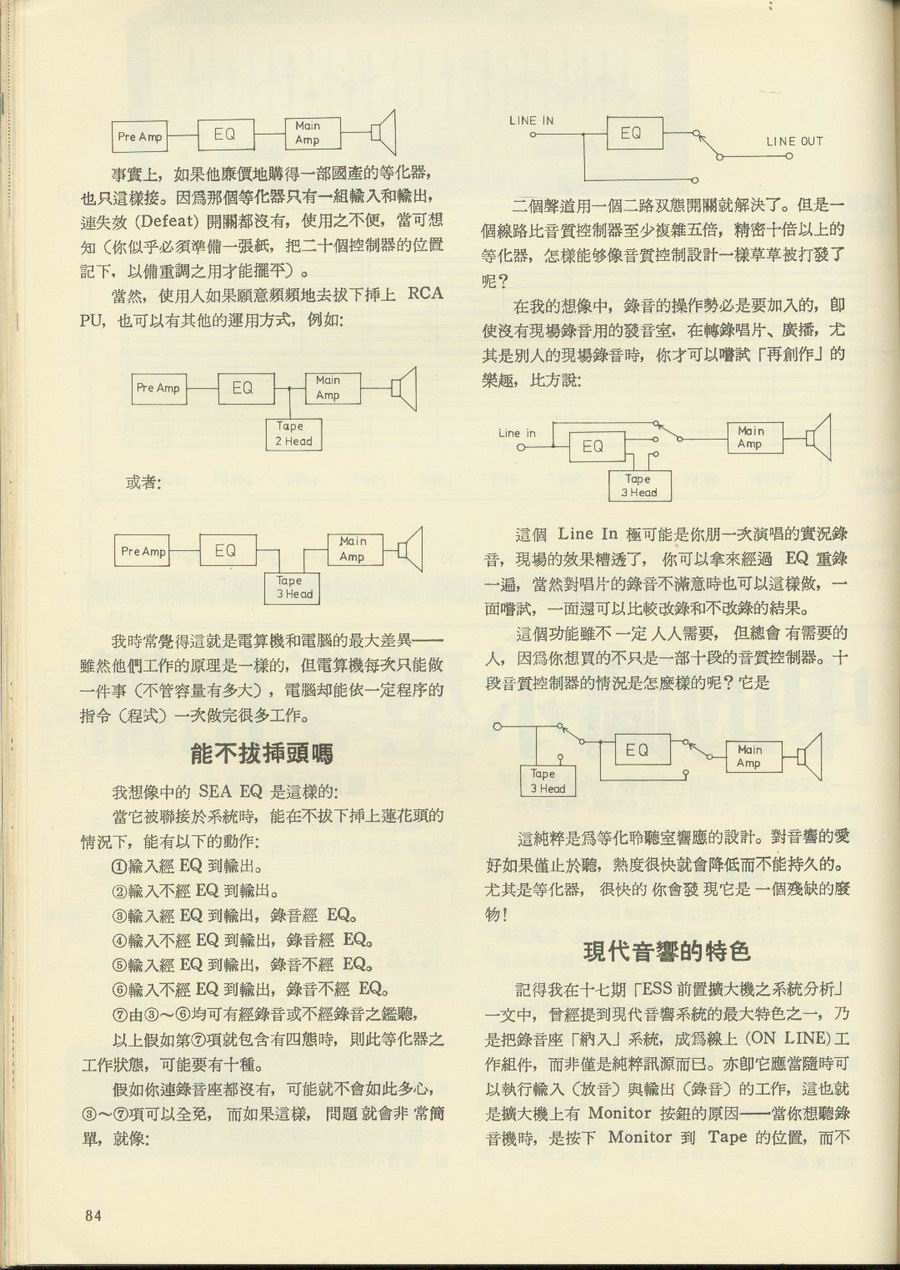 Pre Amp
EQ
Main
Amp
事實上，如果他廉價地購得一部國產的等化器，
也只這樣接。因爲那個等化器只有一組輸入和輸出，
連失效 (Defeat) 開關都沒有，使用之不便，當可想
知（你似乎必須準備一張紙，把二十個控制器的位置
記下，以備重調之用才能擺平）。
當然，使用人如果願意頻頻地去拔下挿上 RCA
PU，也可以有其他的運用方式，例如:
Pre Amp
EQ
Main
Amp
Tape
2 Head
或者:
Pre Amp
EQ
Main
Amp
Tape
3 Head
我時常覺得這就是電算機和電腦的最大差異——
雖然他們工作的原理是一樣的，但電算機每次只能做
一件事（不管容量有多大），電腦却能依一定程序的
指令（程式）一次做完很多工作。
能不拔挿頭嗎
我想像中的 SEA EQ 是這樣的:
當它被聯接於系統時，能在不拔下挿上蓮花頭的
情況下，能有以下的動作:
①輸入經 EQ 到輸出。
②輸入不經 EQ 到輸出。
③輸入經 EQ 到輸出，錄音經 EQ。
④輸入不經 EQ 到輸出，錄音經 EQ。
⑤輸入經 EQ 到輸出，錄音不經 EQ。
⑥輸入不經 EQ 到輸出，錄音不經 EQ。
⑦由③～⑥均可有經錄音或不經錄音之鑑聽，
以上假如第⑦項就包含有四態時，則此等化器之
工作狀態，可能要有十種。
假如你連錄音座都沒有，可能就不會如此多心，
③～⑦項可以全免，而如果這樣，問題就會非常簡
單，就像:
LINE IN
EQ
LINE OUT
二個聲道用一個二路双態開關就解決了。但是一
個線路比音質控制器至少複雜五倍，精密十倍以上的
等化器，怎樣能够像音質控制設計一樣草草被打發了
呢？
在我的想像中，錄音的操作勢必是要加入的，卽
使沒有現場錄音用的發音室，在轉錄唱片、廣播，尤
其是別人的現場錄音時，你才可以嚐試「再創作」的
樂趣，比方說:
Line in
EQ
Main
Amp
Tape
3 Head
這個 Line In 極可能是你朋一次演唱的實況錄
音，現場的效果糟透了，你可以拿來經過 EQ 重錄
一遍，當然對唱片的錄音不滿意時也可以這樣做，一
面嚐試，一面還可以比較改錄和不改錄的結果。
這個功能雖不一定人人需要，但總會有需要的
人，因爲你想買的不只是一部十段的音質控制器。十
段音質控制器的情況是怎麼樣的呢？它是
EQ
Main
Amp
Tape
3 Head
這純粹是爲等化聆聽室響應的設計。對音響的愛
好如果僅止於聽，熱度很快就會降低而不能持久的。
尤其是等化器，很快的你會發現它是一個殘缺的廢
物！
現代音響的特色
記得我在十七期「ESS 前置擴大機之系統分析」
一文中，曾經提到現代音響系統的最大特色之一，乃
是把錄音座「納入」系統，成爲線上 (ON LINE) 工
作組件，而非僅是純粹訊源而已。亦卽它應當隨時可
以執行輸入（放音）與輸出（錄音）的工作，這也就
是擴大機上有 Monitor 按鈕的原因——當你想聽錄
音機時，是按下 Monitor 到 Tape 的位置，而不
84